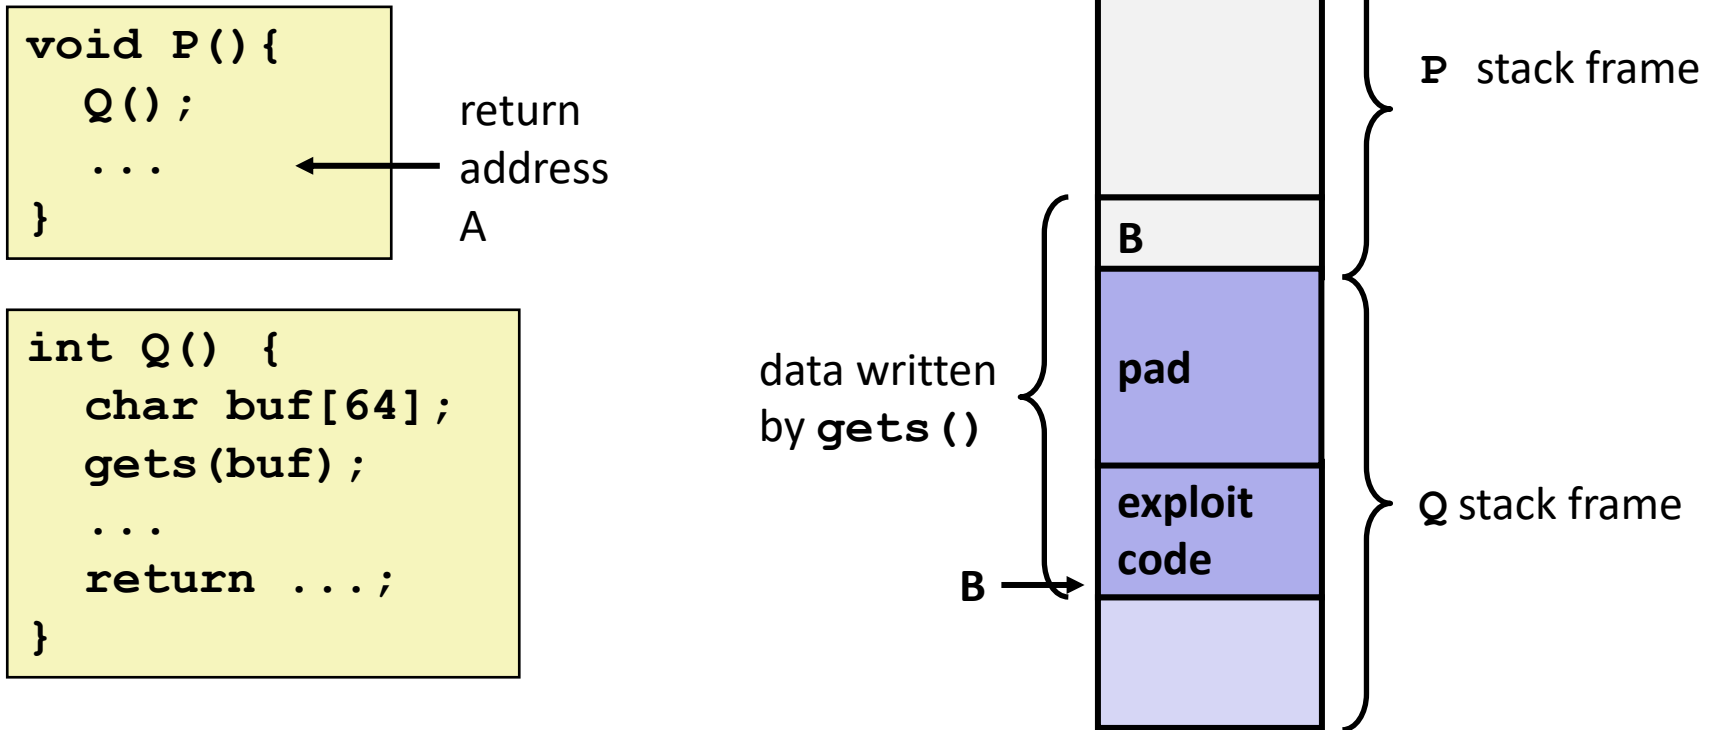 void P(){
  Q();
  ...
}
return
address
A
int Q() {
  char buf[64];
  gets(buf);
  ...
  return ...;
}
data written
by gets()
B
B
pad
exploit
code
P stack frame
Q stack frame